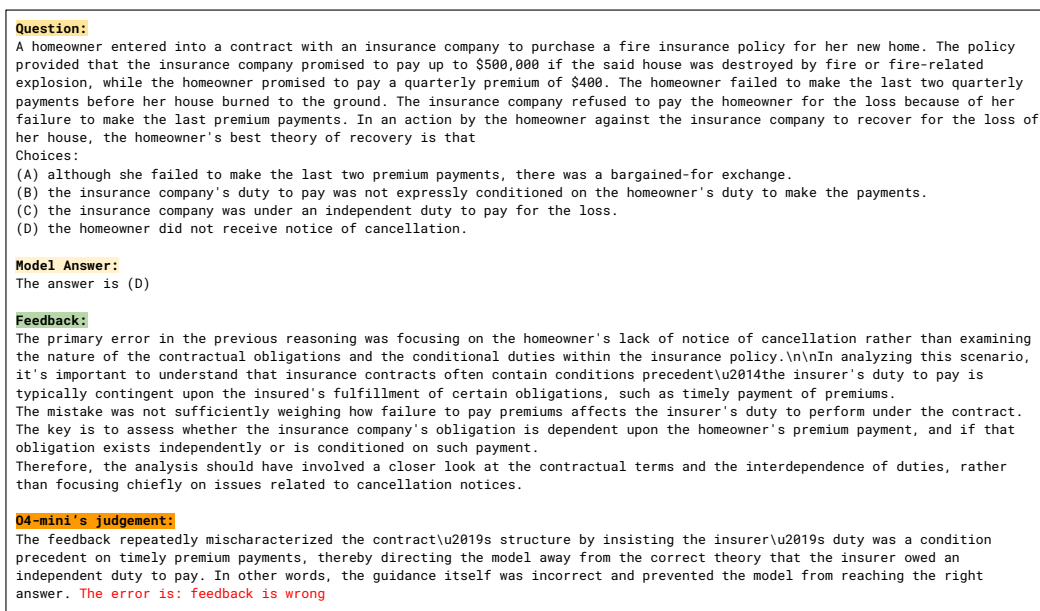 Question:
A homeowner entered into a contract with an insurance company to purchase a fire insurance policy for her new home. The policy
provided that the insurance company promised to pay up to $500,000 if the said house was destroyed by fire or fire-related
explosion, while the homeowner promised to pay a quarterly premium of $400. The homeowner failed to make the last two quarterly
payments before her house burned to the ground. The insurance company refused to pay the homeowner for the loss because of her
failure to make the last premium payments. In an action by the homeowner against the insurance company to recover for the loss of
her house, the homeowner's best theory of recovery is that
Choices:
(A) although she failed to make the last two premium payments, there was a bargained-for exchange.
(B) the insurance company's duty to pay was not expressly conditioned on the homeowner's duty to make the payments.
(C) the insurance company was under an independent duty to pay for the loss.
(D) the homeowner did not receive notice of cancellation.
Model Answer:
The answer is (D)
Feedback:
The primary error in the previous reasoning was focusing on the homeowner's lack of notice of cancellation rather than examining
the nature of the contractual obligations and the conditional duties within the insurance policy.\n\nIn analyzing this scenario,
it's important to understand that insurance contracts often contain conditions precedent\u2014the insurer's duty to pay is
typically contingent upon the insured's fulfillment of certain obligations, such as timely payment of premiums.
The mistake was not sufficiently weighing how failure to pay premiums affects the insurer's duty to perform under the contract.
The key is to assess whether the insurance company's obligation is dependent upon the homeowner's premium payment, and if that
obligation exists independently or is conditioned on such payment.
Therefore, the analysis should have involved a closer look at the contractual terms and the interdependence of duties, rather
than focusing chiefly on issues related to cancellation notices.
O4-mini's judgement:
The feedback repeatedly mischaracterized the contract\u2019s structure by insisting the insurer\u2019s duty was a condition
precedent on timely premium payments, thereby directing the model away from the correct theory that the insurer owed an
independent duty to pay. In other words, the guidance itself was incorrect and prevented the model from reaching the right
answer. The error is: feedback is wrong